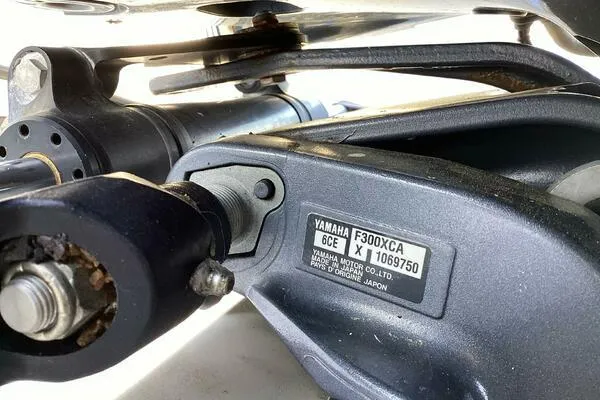 YAMAHA F300XCA
6CE X 1069750
YAMAHA MOTOR CO.,LTD.
MADE IN JAPAN
PAYS D'ORIGINE JAPON